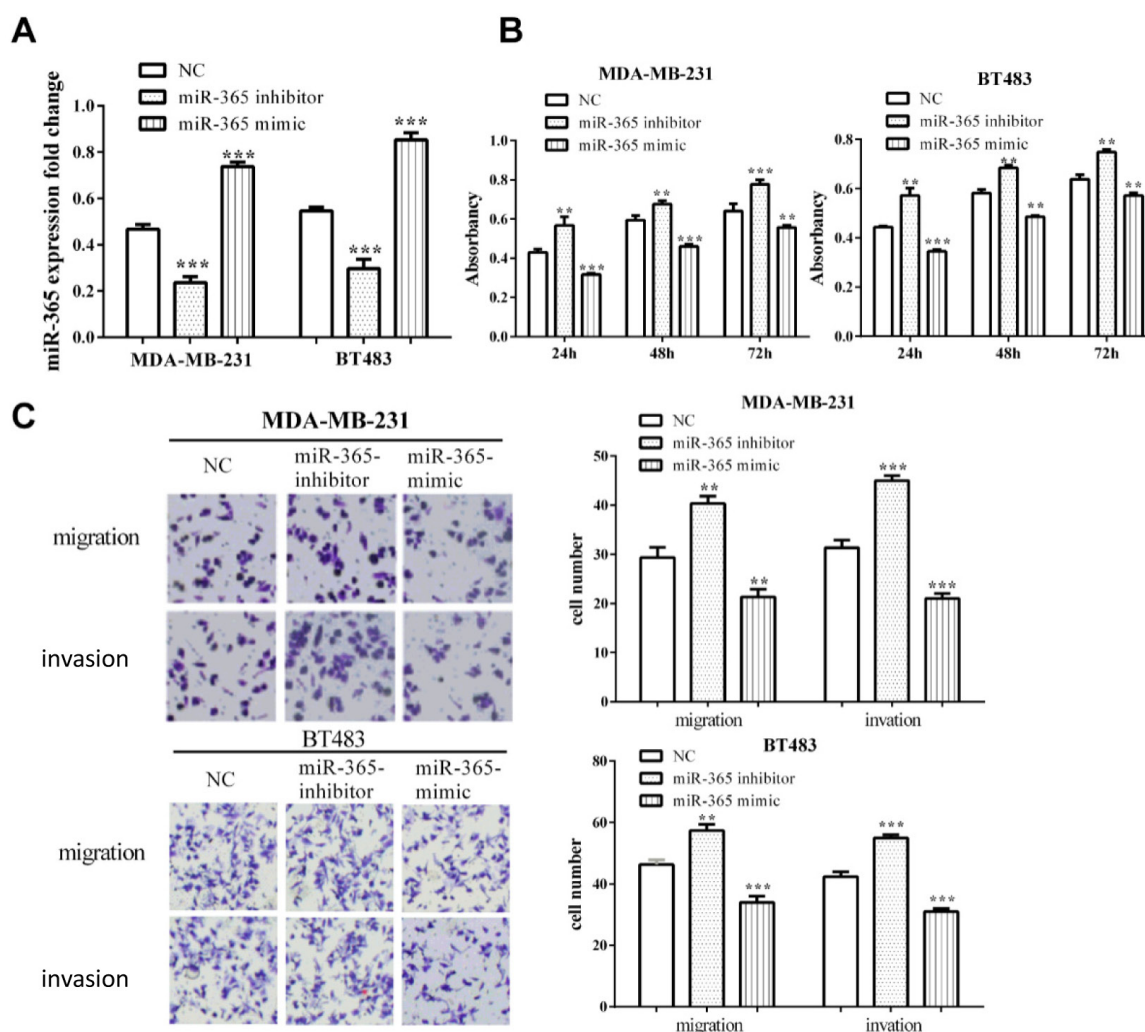 A
NC
miR-365 inhibitor
miR-365 mimic
miR-365 expression fold change
1.0
0.8
0.6
0.4
0.2
0.0
***
***
***
***
MDA-MB-231
BT483
B
MDA-MB-231
NC
miR-365 inhibitor
miR-365 mimic
Absorbancy
0.8
0.6
0.4
0.2
0.0
**
***
**
***
***
**
24h
48h
72h
BT483
NC
miR-365 inhibitor
miR-365 mimic
Absorbancy
0.8
0.6
0.4
0.2
0.0
**
***
**
**
**
**
24h
48h
72h
C
MDA-MB-231
NC
miR-365-inhibitor
miR-365-mimic
migration
invasion
BT483
NC
miR-365-inhibitor
miR-365-mimic
migration
invasion
MDA-MB-231
NC
miR-365 inhibitor
miR-365 mimic
cell number
50
40
30
20
10
0
**
**
***
***
migration
invation
BT483
NC
miR-365 inhibitor
miR-365 mimic
cell number
80
60
40
20
0
**
***
***
***
migration
invasion